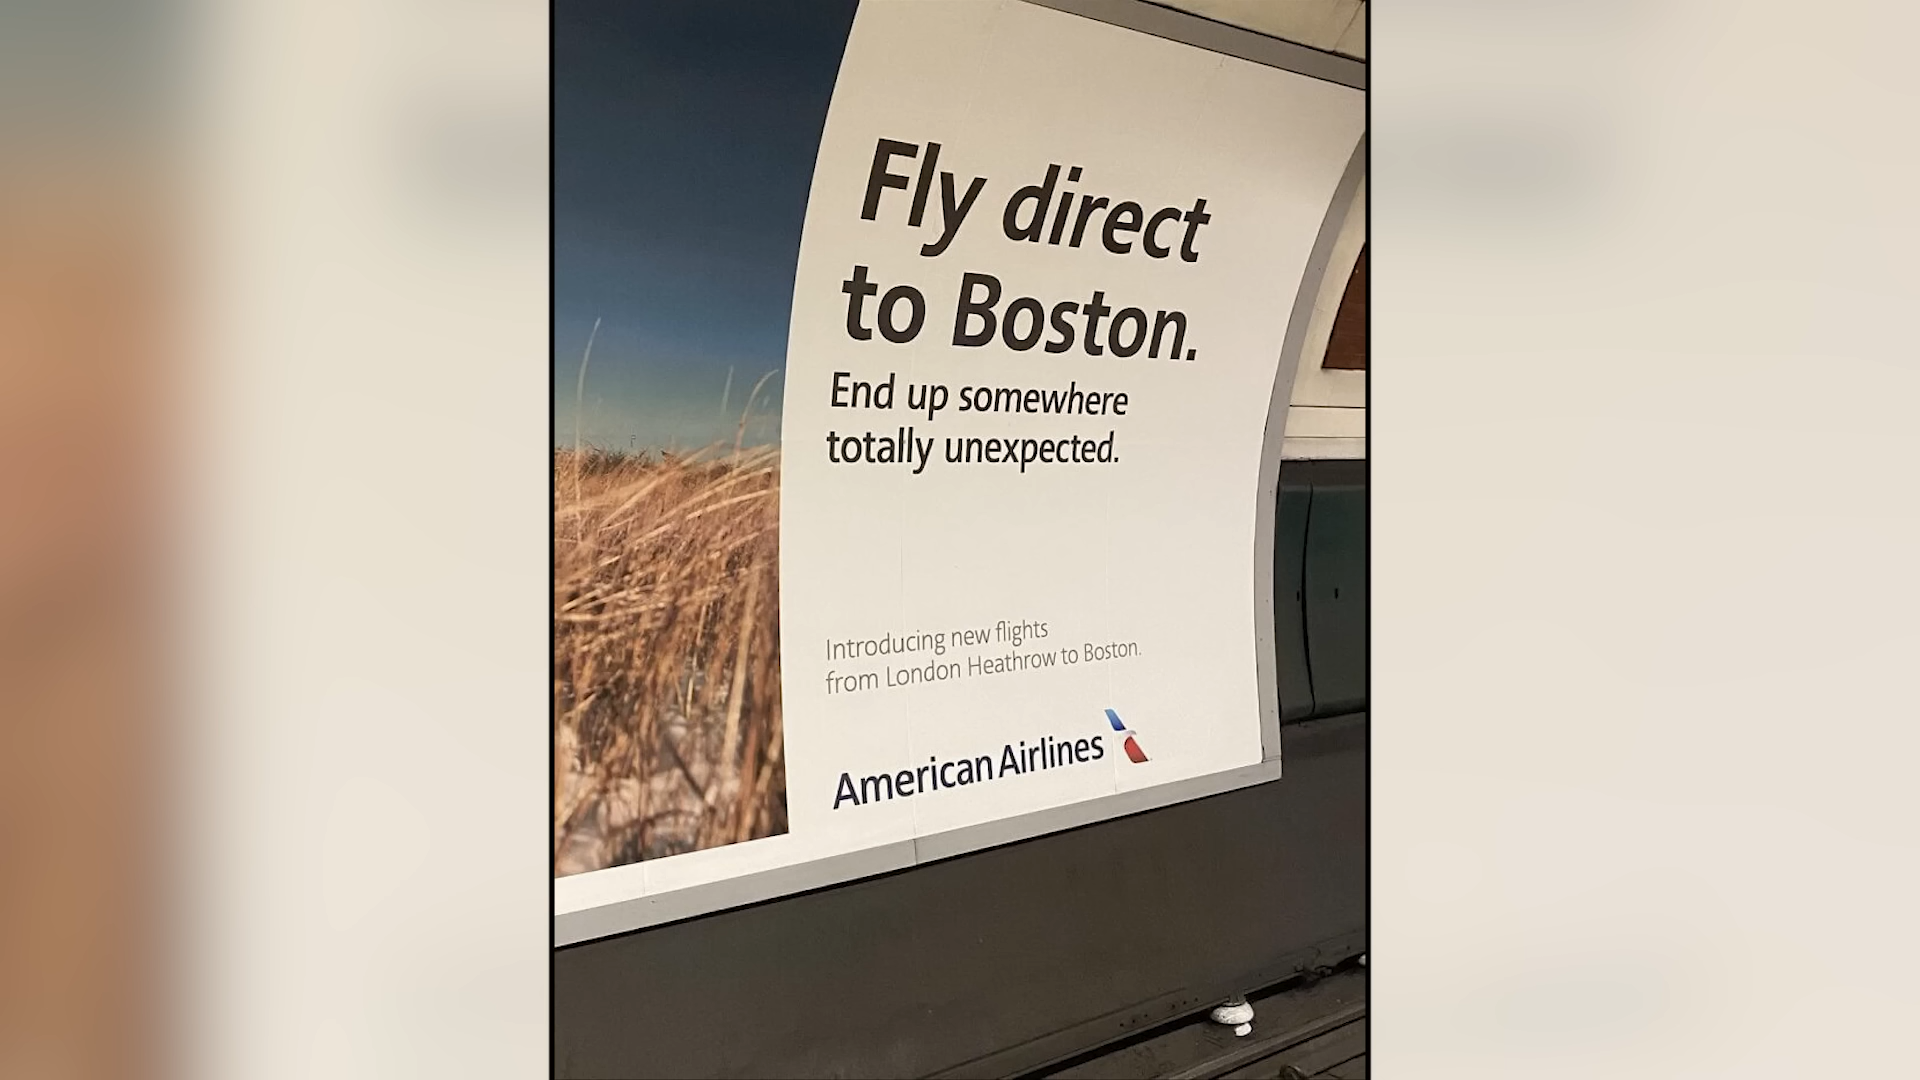 Fly direct
to Boston.
End up somewhere
totally unexpected.
Introducing new flights
from London Heathrow to Boston.
American Airlines